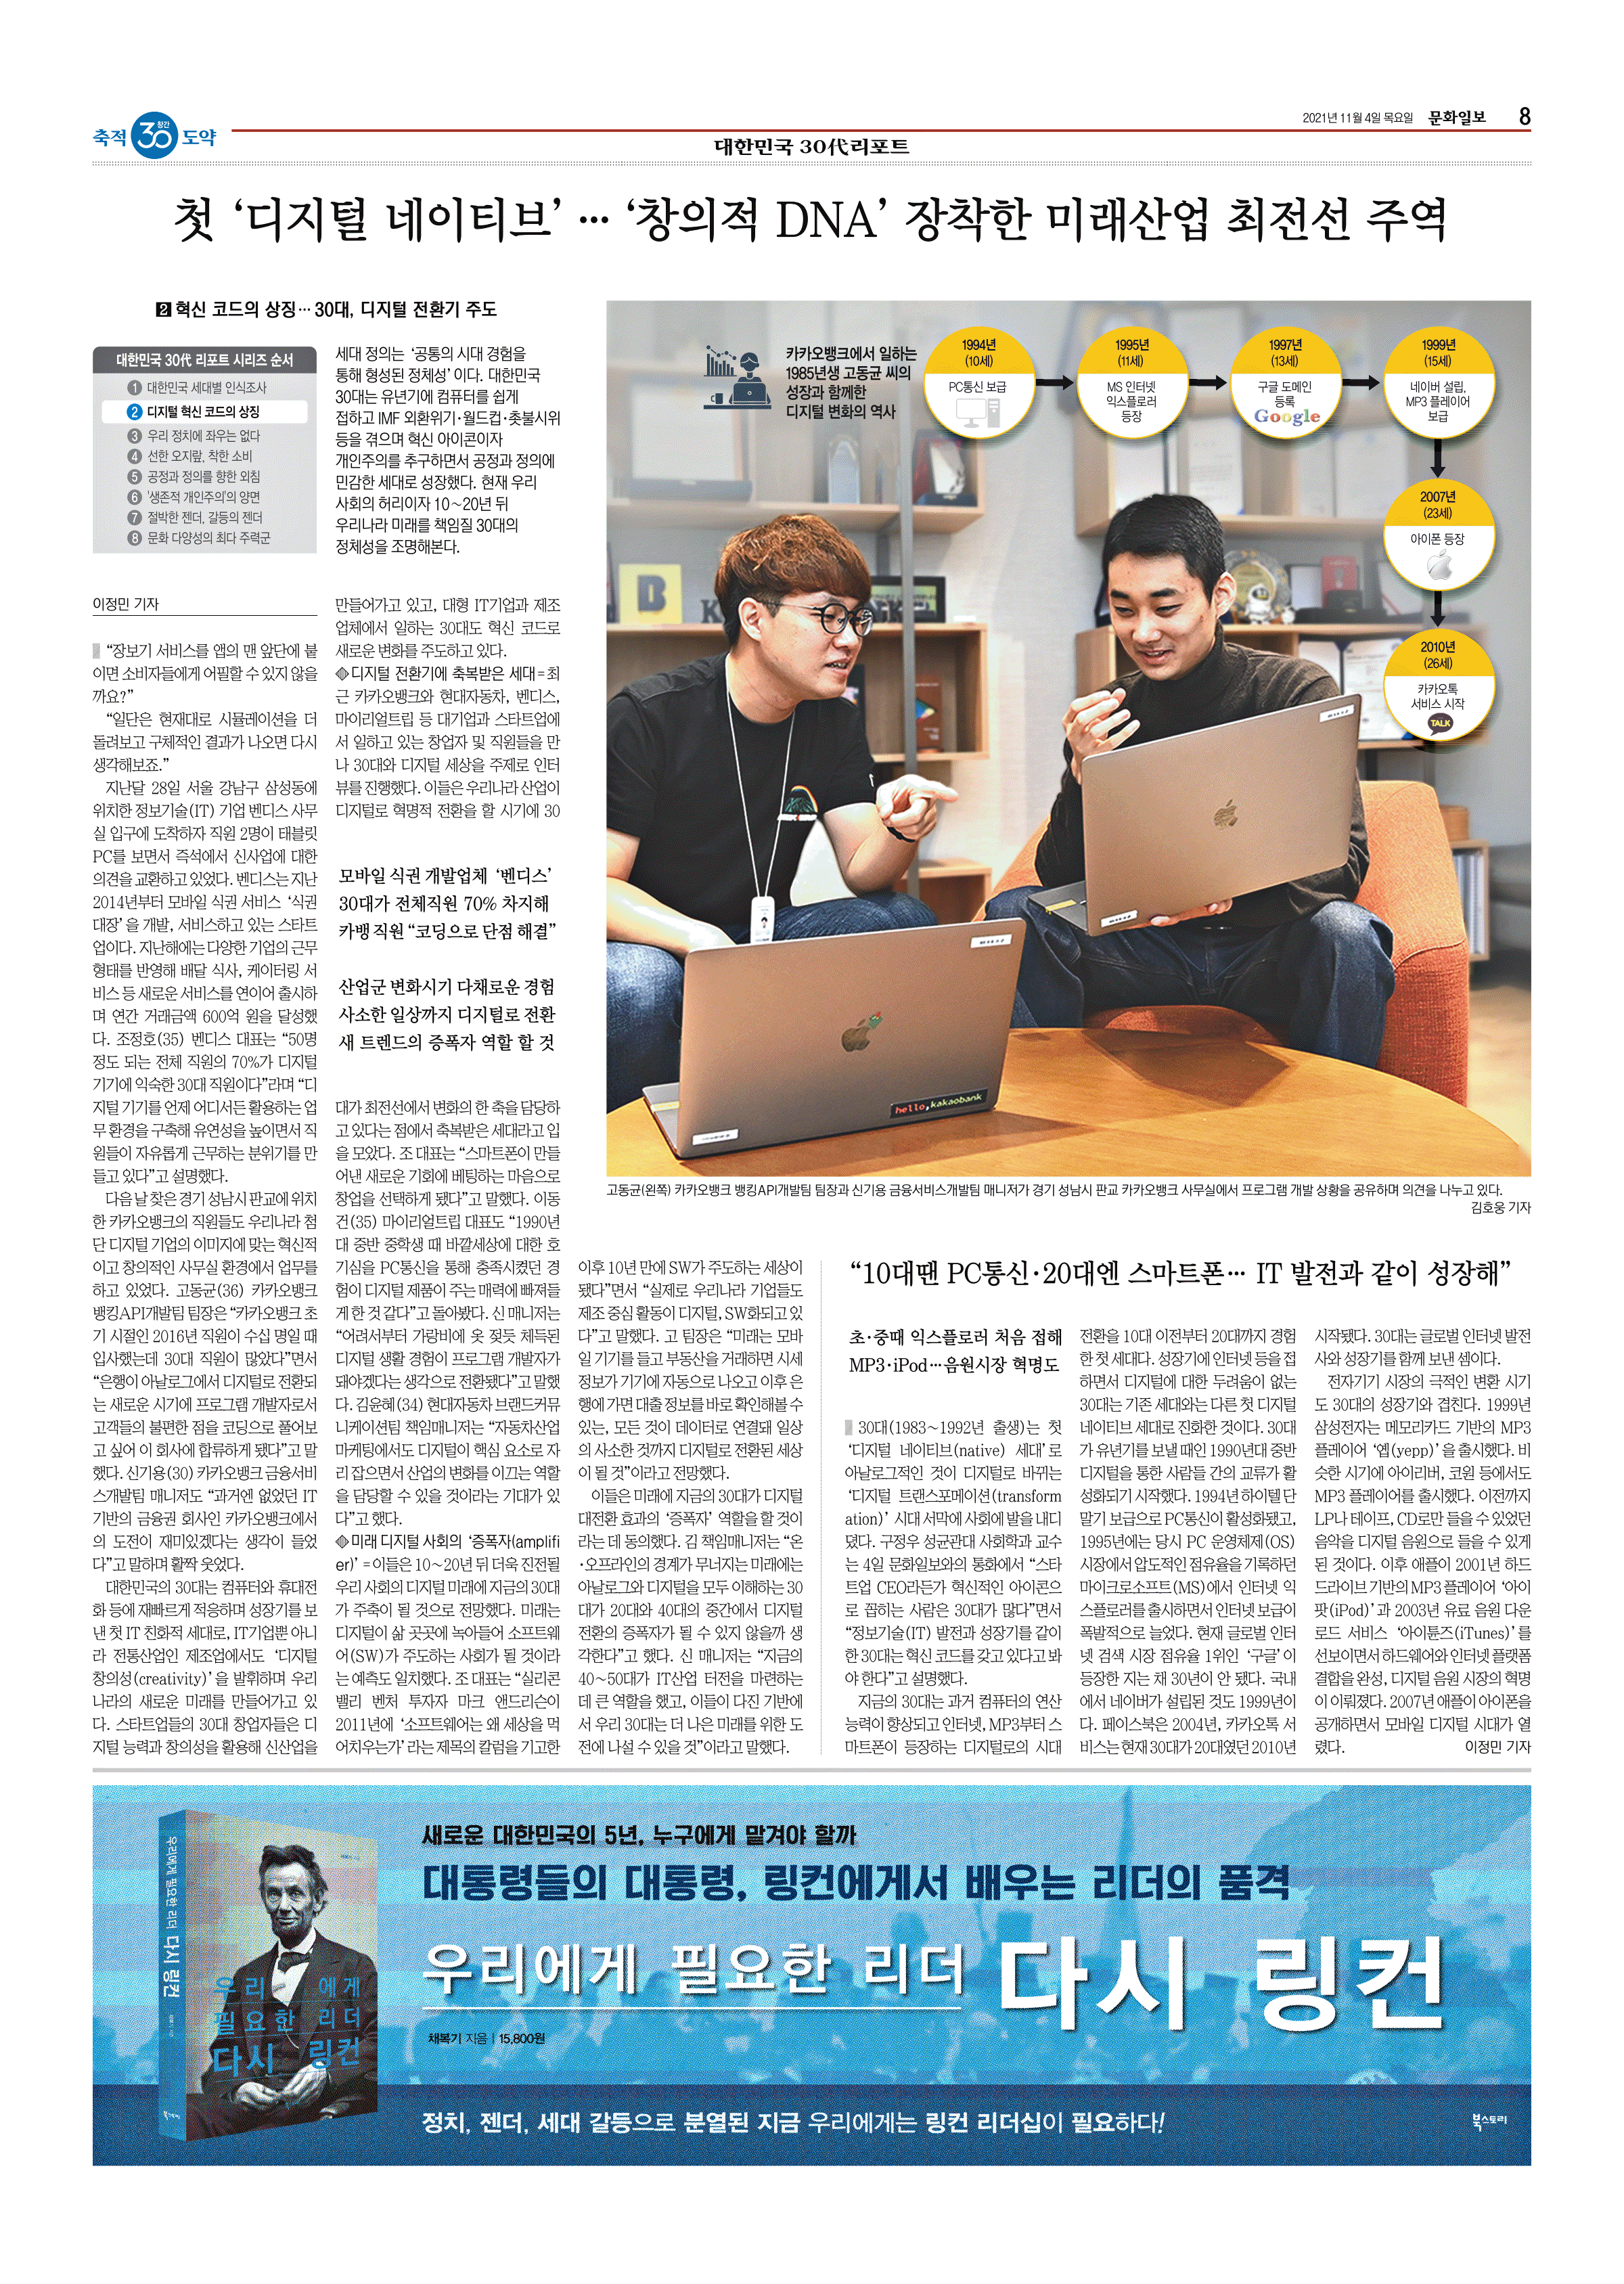 축적 창간 30 도약
2021년 11월 4일 목요일 문화일보 8
대한민국 30代 리포트
첫 ‘디지털 네이티브’ … ‘창의적 DNA’ 장착한 미래산업 최전선 주역
2 혁신 코드의 상징… 30대, 디지털 전환기 주도
대한민국 30代 리포트 시리즈 순서
1 대한민국 세대별 인식조사
2 디지털 혁신 코드의 상징
3 우리 정치에 좌우는 없다
4 선한 오지랖, 착한 소비
5 공정과 정의를 향한 외침
6 ‘생존적 개인주의’의 양면
7 절박한 젠더, 갈등의 젠더
8 문화 다양성의 최다 주력군
세대 정의는 ‘공통의 시대 경험을
통해 형성된 정체성’이다. 대한민국
30대는 유년기에 컴퓨터를 쉽게
접하고 IMF 외환위기·월드컵·촛불시위
등을 겪으며 혁신 아이콘이자
개인주의를 추구하면서 공정과 정의에
민감한 세대로 성장했다. 현재 우리
사회의 허리이자 10∼20년 뒤
우리나라 미래를 책임질 30대의
정체성을 조명해본다.
이정민 기자
“장보기 서비스를 앱의 맨 앞단에 붙
이면 소비자들에게 어필할 수 있지 않을
까요?”
“일단은 현재대로 시뮬레이션을 더
돌려보고 구체적인 결과가 나오면 다시
생각해보죠.”
지난달 28일 서울 강남구 삼성동에
위치한 정보기술(IT) 기업 벤디스 사무
실 입구에 도착하자 직원 2명이 태블릿
PC를 보면서 즉석에서 신사업에 대한
의견을 교환하고 있었다. 벤디스는 지난
2014년부터 모바일 식권 서비스 ‘식권
대장’을 개발, 서비스하고 있는 스타트
업이다. 지난해에는 다양한 기업의 근무
형태를 반영해 배달 식사, 케이터링 서
비스 등 새로운 서비스를 연이어 출시하
며 연간 거래금액 600억 원을 달성했
다. 조정호(35) 벤디스 대표는 “50명
정도 되는 전체 직원의 70%가 디지털
기기에 익숙한 30대 직원이다”라며 “디
지털 기기를 언제 어디서든 활용하는 업
무 환경을 구축해 유연성을 높이면서 직
원들이 자유롭게 근무하는 분위기를 만
들고 있다”고 설명했다.
다음 날 찾은 경기 성남시 판교에 위치
한 카카오뱅크의 직원들도 우리나라 첨
단 디지털 기업의 이미지에 맞는 혁신적
이고 창의적인 사무실 환경에서 업무를
하고 있었다. 고동균(36) 카카오뱅크
뱅킹API개발팀 팀장은 “카카오뱅크 초
기 시절인 2016년 직원이 수십 명일 때
입사했는데 30대 직원이 많았다”면서
“은행이 아날로그에서 디지털로 전환되
는 새로운 시기에 프로그램 개발자로서
고객들의 불편한 점을 코딩으로 풀어보
고 싶어 이 회사에 합류하게 됐다”고 말
했다. 신기용(30) 카카오뱅크 금융서비
스개발팀 매니저도 “과거엔 없었던 IT
기반의 금융권 회사인 카카오뱅크에서
의 도전이 재미있겠다는 생각이 들었
다”고 말하며 활짝 웃었다.
대한민국의 30대는 컴퓨터와 휴대전
화 등에 재빠르게 적응하며 성장기를 보
낸 첫 IT 친화적 세대로, IT기업뿐 아니
라 전통산업인 제조업에서도 ‘디지털
창의성(creativity)’을 발휘하며 우리
나라의 새로운 미래를 만들어가고 있
다. 스타트업들의 30대 창업자들은 디
지털 능력과 창의성을 활용해 신산업을
만들어가고 있고, 대형 IT기업과 제조
업체에서 일하는 30대도 혁신 코드로
새로운 변화를 주도하고 있다.
◈디지털 전환기에 축복받은 세대=최
근 카카오뱅크와 현대자동차, 벤디스,
마이리얼트립 등 대기업과 스타트업에
서 일하고 있는 창업자 및 직원들을 만
나 30대와 디지털 세상을 주제로 인터
뷰를 진행했다. 이들은 우리나라 산업이
디지털로 혁명적 전환을 할 시기에 30
모바일 식권 개발업체 ‘벤디스’
30대가 전체직원 70% 차지해
카뱅 직원 “코딩으로 단점 해결”
산업군 변화시기 다채로운 경험
사소한 일상까지 디지털로 전환
새 트렌드의 증폭자 역할 할 것
대가 최전선에서 변화의 한 축을 담당하
고 있다는 점에서 축복받은 세대라고 입
을 모았다. 조 대표는 “스마트폰이 만들
어낸 새로운 기회에 베팅하는 마음으로
창업을 선택하게 됐다”고 말했다. 이동
건(35) 마이리얼트립 대표도 “1990년
대 중반 중학생 때 바깥세상에 대한 호
기심을 PC통신을 통해 충족시켰던 경
험이 디지털 제품이 주는 매력에 빠져들
게 한 것 같다”고 돌아봤다. 신 매니저는
“어려서부터 가랑비에 옷 젖듯 체득된
디지털 생활 경험이 프로그램 개발자가
돼야겠다는 생각으로 전환됐다”고 말했
다. 김윤혜(34) 현대자동차 브랜드커뮤
니케이션팀 책임매니저는 “자동차산업
마케팅에서도 디지털이 핵심 요소로 자
리 잡으면서 산업의 변화를 이끄는 역할
을 담당할 수 있을 것이라는 기대가 있
다”고 했다.
◈미래 디지털 사회의 ‘증폭자(amplifi
er)’=이들은 10∼20년 뒤 더욱 진전될
우리 사회의 디지털 미래에 지금의 30대
가 주축이 될 것으로 전망했다. 미래는
디지털이 삶 곳곳에 녹아들어 소프트웨
어(SW)가 주도하는 사회가 될 것이라
는 예측도 일치했다. 조 대표는 “실리콘
밸리 벤처 투자자 마크 앤드리슨이
2011년에 ‘소프트웨어는 왜 세상을 먹
어치우는가’라는 제목의 칼럼을 기고한
카카오뱅크에서 일하는
1985년생 고동균 씨의
성장과 함께한
디지털 변화의 역사
1994년
(10세)
PC통신 보급
1995년
(11세)
MS 인터넷
익스플로러
등장
1997년
(13세)
구글 도메인
등록
Google
1999년
(15세)
네이버 설립,
MP3 플레이어
보급
2007년
(23세)
아이폰 등장
2010년
(26세)
카카오톡
서비스 시작
TALK
B
hello,kakaobank
고동균(왼쪽) 카카오뱅크 뱅킹API개발팀 팀장과 신기용 금융서비스개발팀 매니저가 경기 성남시 판교 카카오뱅크 사무실에서 프로그램 개발 상황을 공유하며 의견을 나누고 있다.
김호웅 기자
이후 10년 만에 SW가 주도하는 세상이
됐다”면서 “실제로 우리나라 기업들도
제조 중심 활동이 디지털, SW화되고 있
다”고 말했다. 고 팀장은 “미래는 모바
일 기기를 들고 부동산을 거래하면 시세
정보가 기기에 자동으로 나오고 이후 은
행에 가면 대출 정보를 바로 확인해볼 수
있는, 모든 것이 데이터로 연결돼 일상
의 사소한 것까지 디지털로 전환된 세상
이 될 것”이라고 전망했다.
이들은 미래에 지금의 30대가 디지털
대전환 효과의 ‘증폭자’ 역할을 할 것이
라는 데 동의했다. 김 책임매니저는 “온
·오프라인의 경계가 무너지는 미래에는
아날로그와 디지털을 모두 이해하는 30
대가 20대와 40대의 중간에서 디지털
전환의 증폭자가 될 수 있지 않을까 생
각한다”고 했다. 신 매니저는 “지금의
40∼50대가 IT산업 터전을 마련하는
데 큰 역할을 했고, 이들이 다진 기반에
서 우리 30대는 더 나은 미래를 위한 도
전에 나설 수 있을 것”이라고 말했다.
“10대땐 PC통신·20대엔 스마트폰… IT 발전과 같이 성장해”
초·중때 익스플로러 처음 접해
MP3·iPod…음원시장 혁명도
30대(1983∼1992년 출생)는 첫
‘디지털 네이티브(native) 세대’로
아날로그적인 것이 디지털로 바뀌는
‘디지털 트랜스포메이션(transform
ation)’ 시대 서막에 사회에 발을 내디
뎠다. 구정우 성균관대 사회학과 교수
는 4일 문화일보와의 통화에서 “스타
트업 CEO라든가 혁신적인 아이콘으
로 꼽히는 사람은 30대가 많다”면서
“정보기술(IT) 발전과 성장기를 같이
한 30대는 혁신 코드를 갖고 있다고 봐
야 한다”고 설명했다.
지금의 30대는 과거 컴퓨터의 연산
능력이 향상되고 인터넷, MP3부터 스
마트폰이 등장하는 디지털로의 시대
전환을 10대 이전부터 20대까지 경험
한 첫 세대다. 성장기에 인터넷 등을 접
하면서 디지털에 대한 두려움이 없는
30대는 기존 세대와는 다른 첫 디지털
네이티브 세대로 진화한 것이다. 30대
가 유년기를 보낼 때인 1990년대 중반
디지털을 통한 사람들 간의 교류가 활
성화되기 시작했다. 1994년 하이텔 단
말기 보급으로 PC통신이 활성화됐고,
1995년에는 당시 PC 운영체제(OS)
시장에서 압도적인 점유율을 기록하던
마이크로소프트(MS)에서 인터넷 익
스플로러를 출시하면서 인터넷 보급이
폭발적으로 늘었다. 현재 글로벌 인터
넷 검색 시장 점유율 1위인 ‘구글’이
등장한 지는 채 30년이 안 됐다. 국내
에서 네이버가 설립된 것도 1999년이
다. 페이스북은 2004년, 카카오톡 서
비스는 현재 30대가 20대였던 2010년
시작됐다. 30대는 글로벌 인터넷 발전
사와 성장기를 함께 보낸 셈이다.
전자기기 시장의 극적인 변환 시기
도 30대의 성장기와 겹친다. 1999년
삼성전자는 메모리카드 기반의 MP3
플레이어 ‘옙(yepp)’을 출시했다. 비
슷한 시기에 아이리버, 코원 등에서도
MP3 플레이어를 출시했다. 이전까지
LP나 테이프, CD로만 들을 수 있었던
음악을 디지털 음원으로 들을 수 있게
된 것이다. 이후 애플이 2001년 하드
드라이브 기반의 MP3 플레이어 ‘아이
팟(iPod)’과 2003년 유료 음원 다운
로드 서비스 ‘아이튠즈(iTunes)’를
선보이면서 하드웨어와 인터넷 플랫폼
결합을 완성, 디지털 음원 시장의 혁명
이 이뤄졌다. 2007년 애플이 아이폰을
공개하면서 모바일 디지털 시대가 열
렸다. 이정민 기자
우리에게 필요한 리더 다시 링컨
우리에게
필요한 리더
다시 링컨
새로운 대한민국의 5년, 누구에게 맡겨야 할까
대통령들의 대통령, 링컨에게서 배우는 리더의 품격
우리에게 필요한 리더 다시 링컨
채복기 지음 | 15,800원
정치, 젠더, 세대 갈등으로 분열된 지금 우리에게는 링컨 리더십이 필요하다!
북스토리